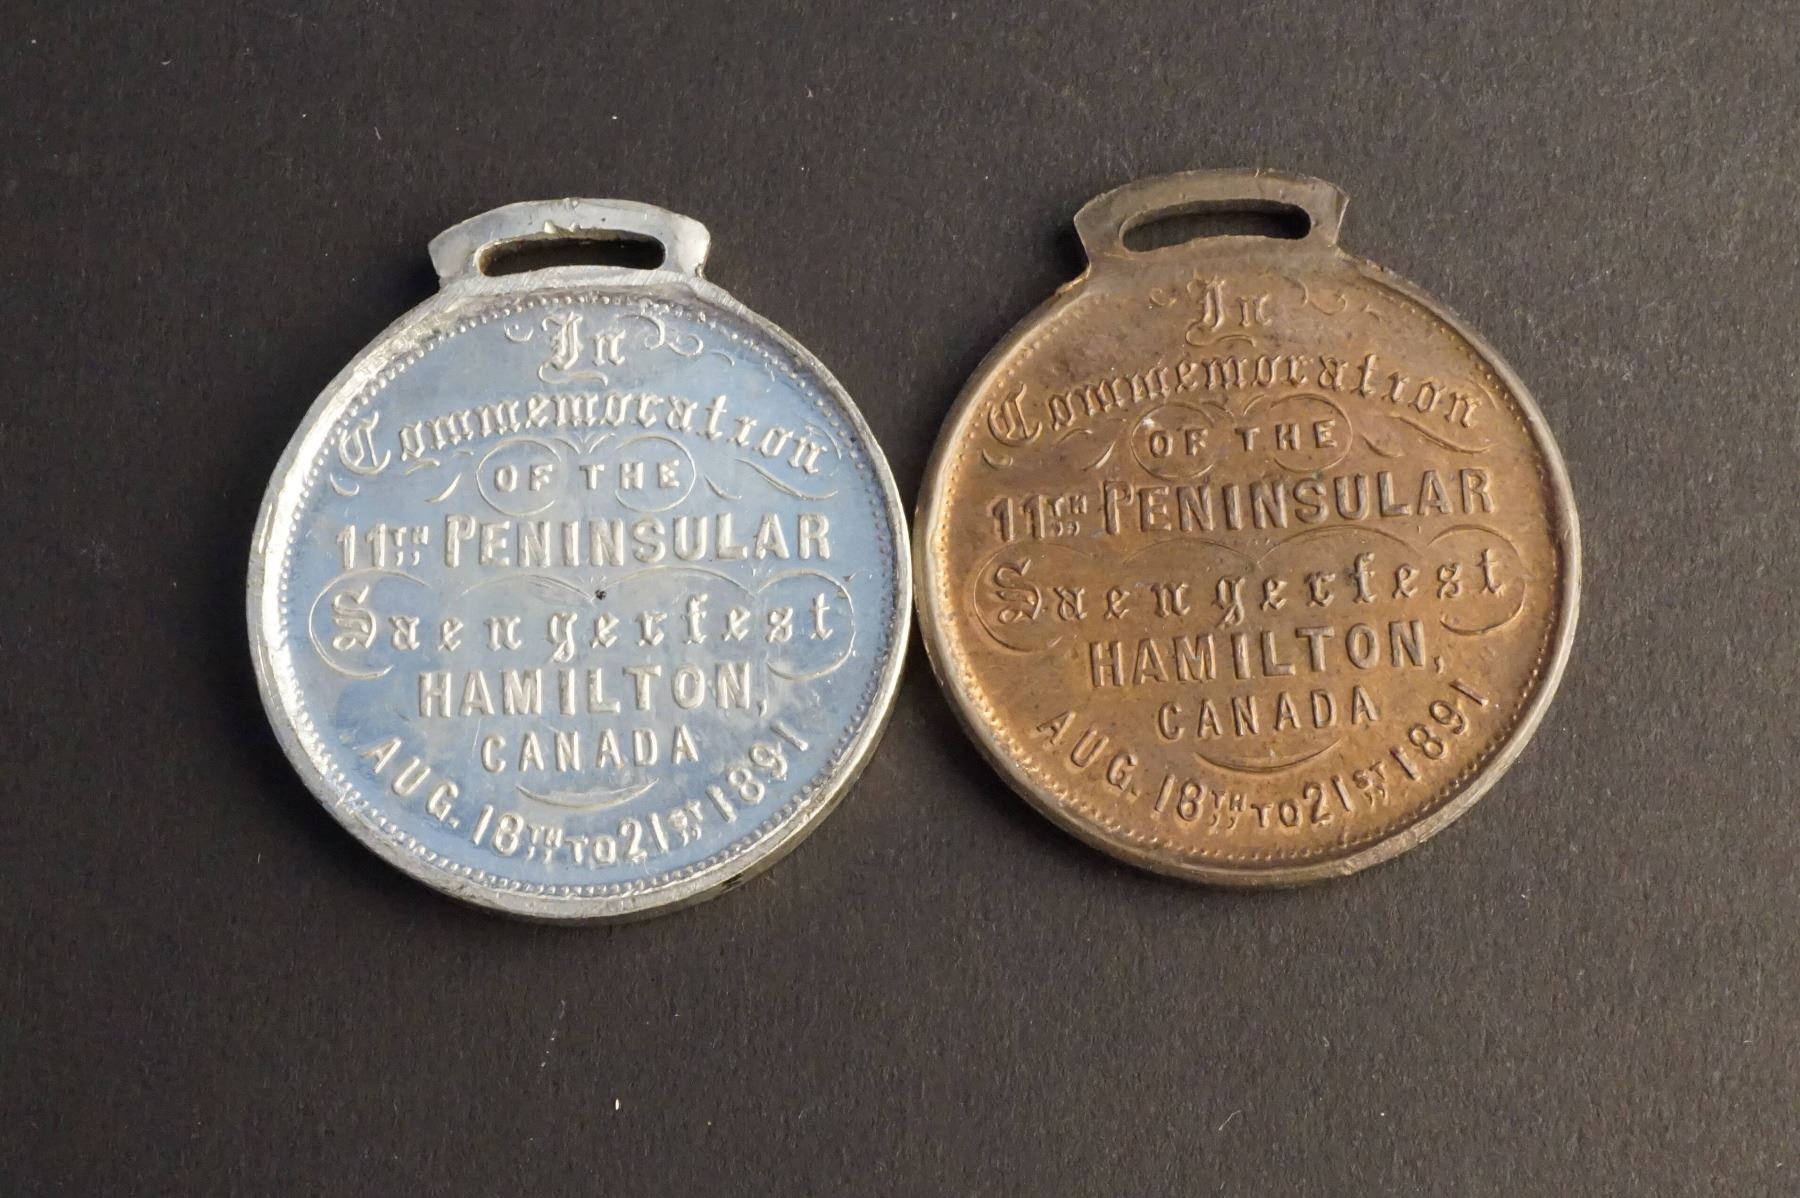 In
Commemoration
OF THE
11TH PENINSULAR
Saengerfest
HAMILTON,
CANADA
AUG. 18TH TO 21ST 1891
In
Commemoration
OF THE
11TH PENINSULAR
Saengerfest
HAMILTON,
CANADA
AUG. 18TH TO 21ST 1891